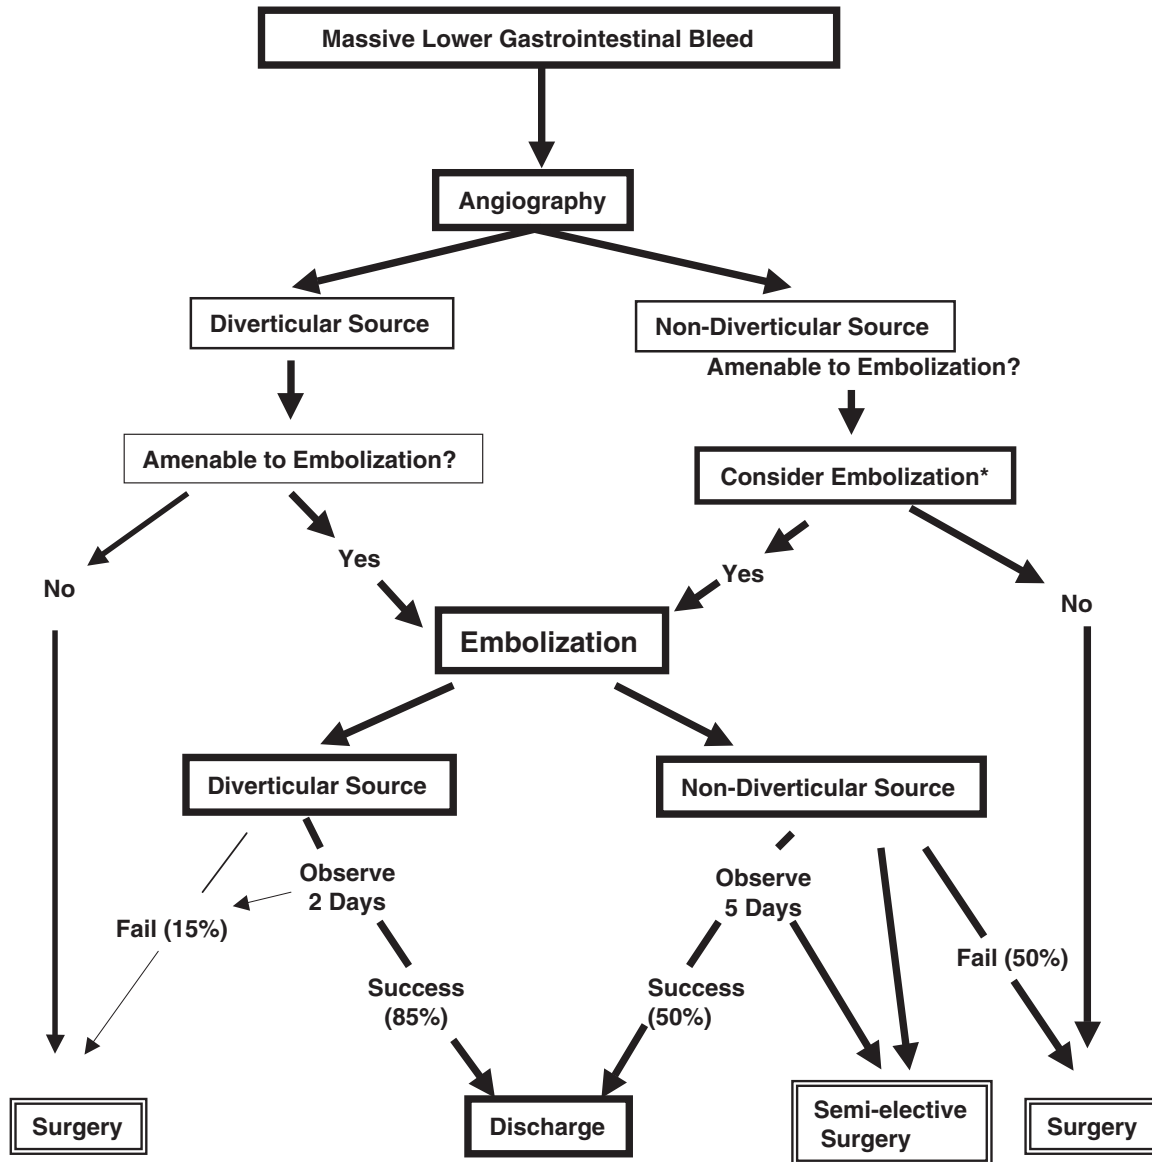 Massive Lower Gastrointestinal Bleed
Angiography
Diverticular Source
Non-Diverticular Source
Amenable to Embolization?
Amenable to Embolization?
Consider Embolization*
Yes
Yes
No
No
Embolization
Diverticular Source
Non-Diverticular Source
Observe
2 Days
Observe
5 Days
Fail (15%)
Fail (50%)
Success
(85%)
Success
(50%)
Surgery
Discharge
Semi-elective
Surgery
Surgery